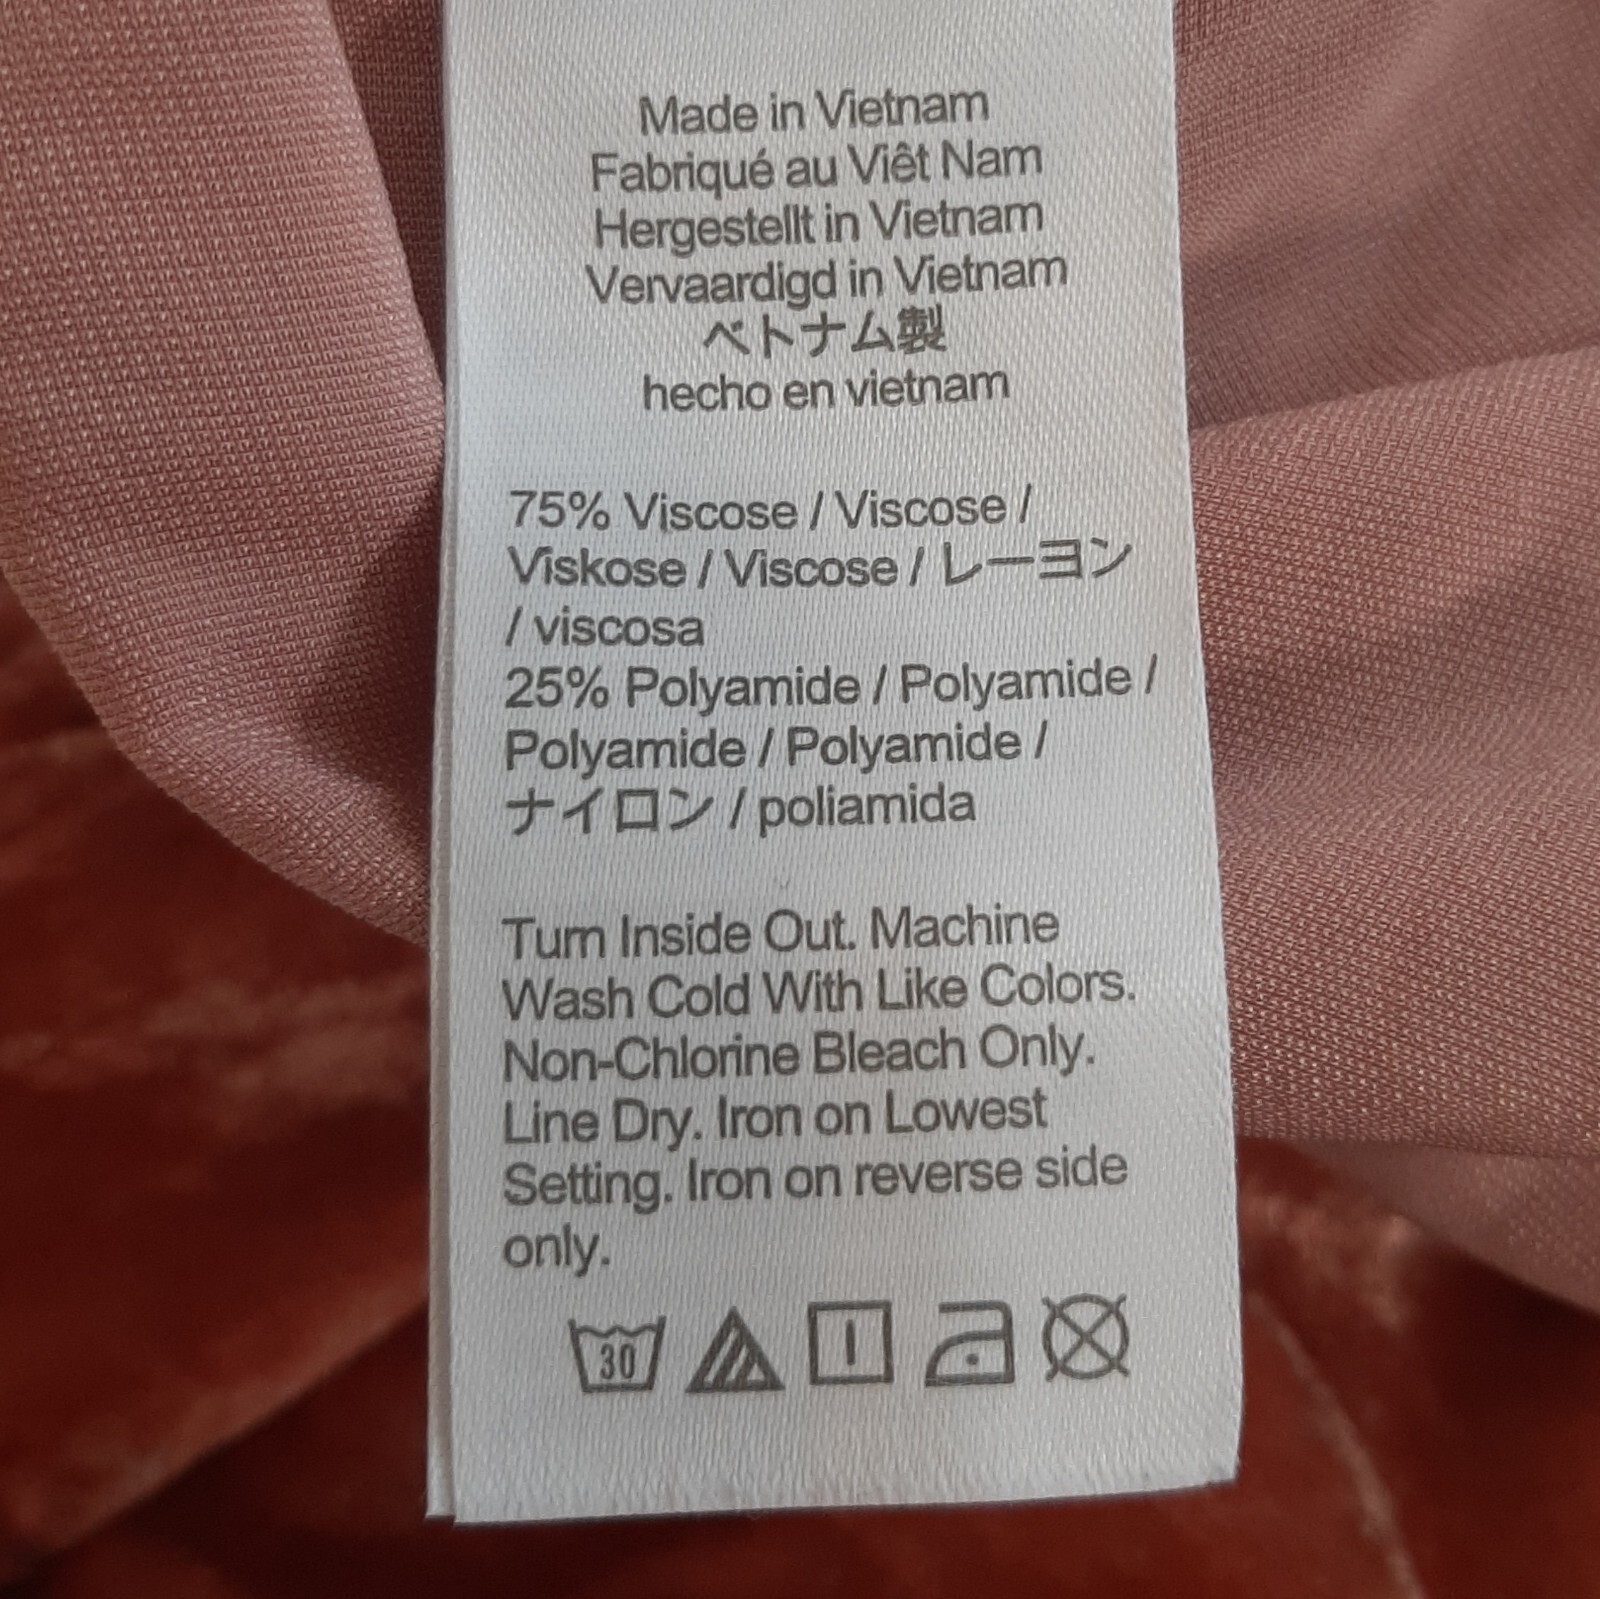 Made in Vietnam
Fabriqué au Viêt Nam
Hergestellt in Vietnam
Vervaardigd in Vietnam
ベトナム製
hecho en vietnam
75% Viscose / Viscose /
Viskose / Viscose / レーヨン
/ viscosa
25% Polyamide / Polyamide /
Polyamide / Polyamide /
ナイロン / poliamida
Turn Inside Out. Machine
Wash Cold With Like Colors.
Non-Chlorine Bleach Only.
Line Dry. Iron on Lowest
Setting. Iron on reverse side
only.
30